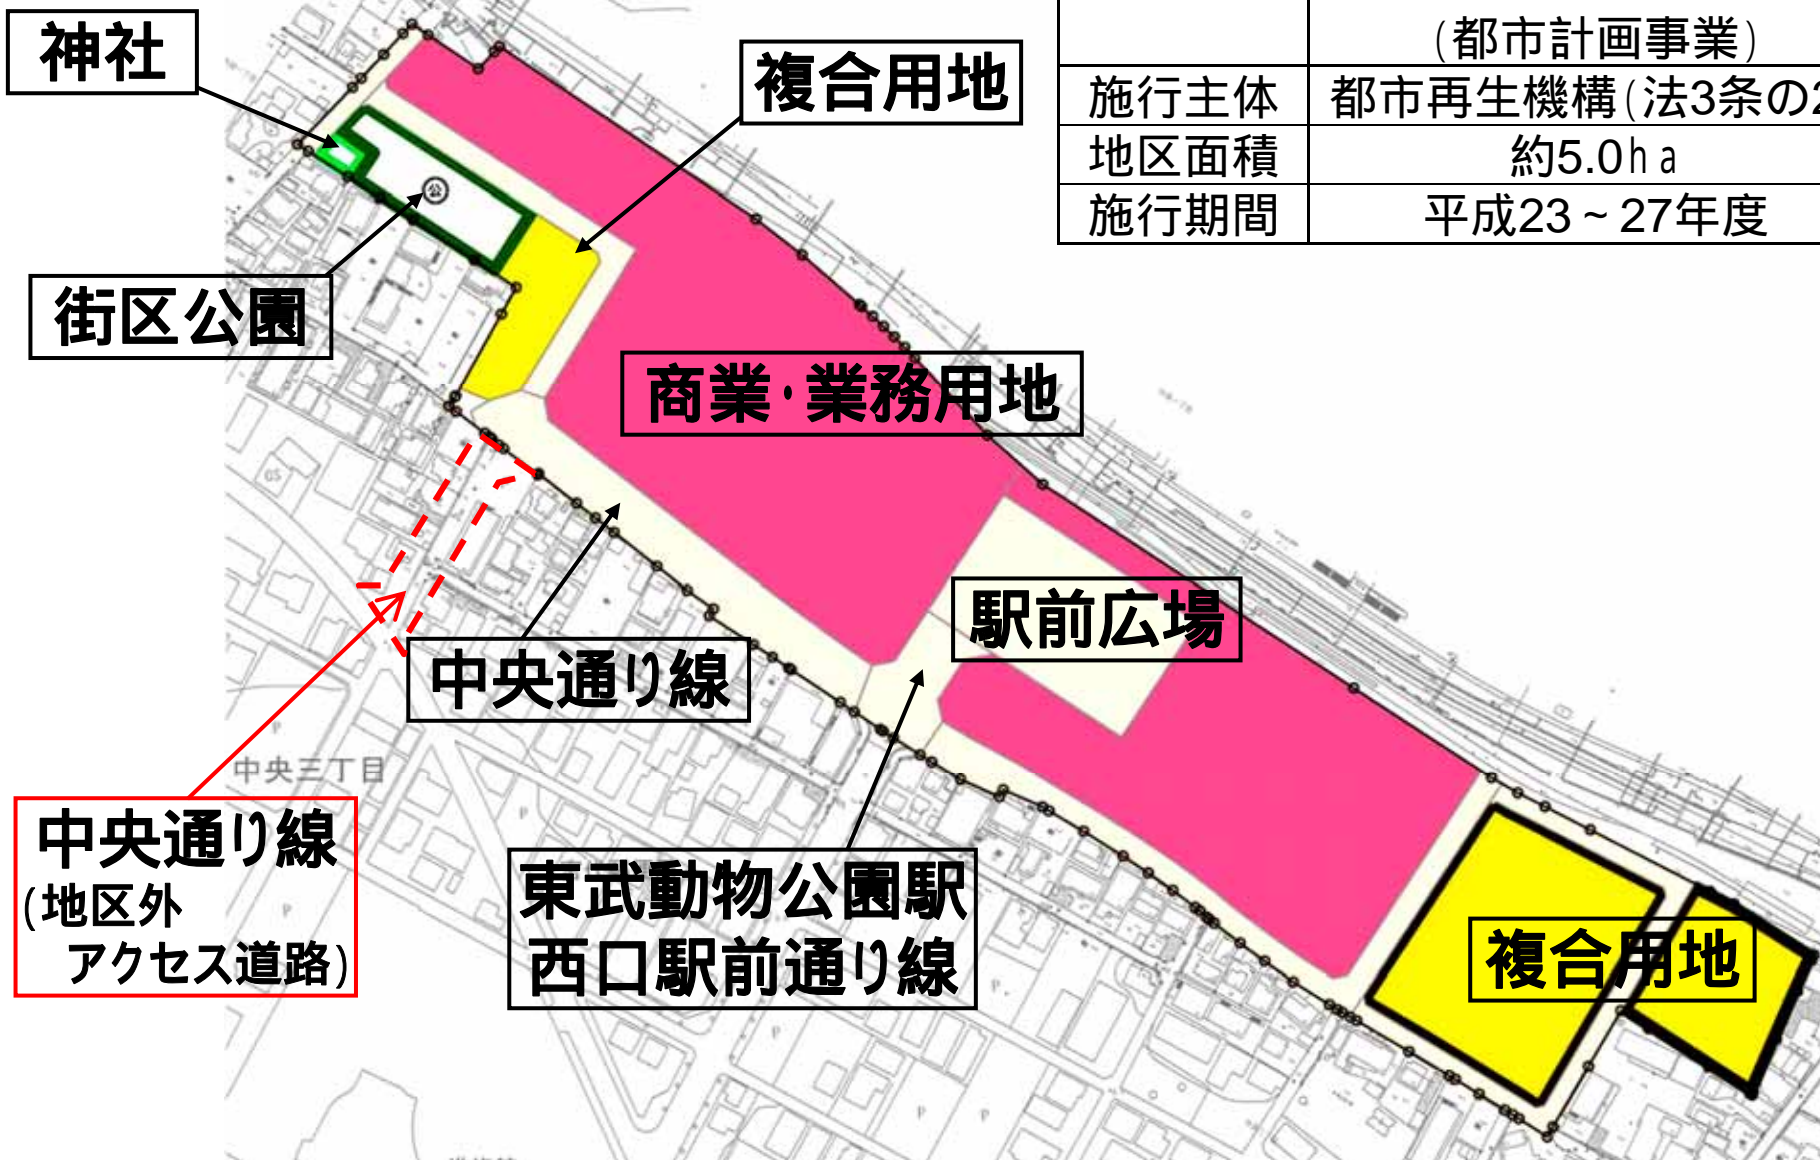 神社
複合用地
(都市計画事業)
施行主体 都市再生機構(法3条の2
地区面積 約5.0ha
施行期間 平成23~27年度
公
街区公園
商業・業務用地
駅前広場
中央通り線
中央三丁目
中央通り線
(地区外
アクセス道路)
東武動物公園駅
西口駅前通り線
複合用地